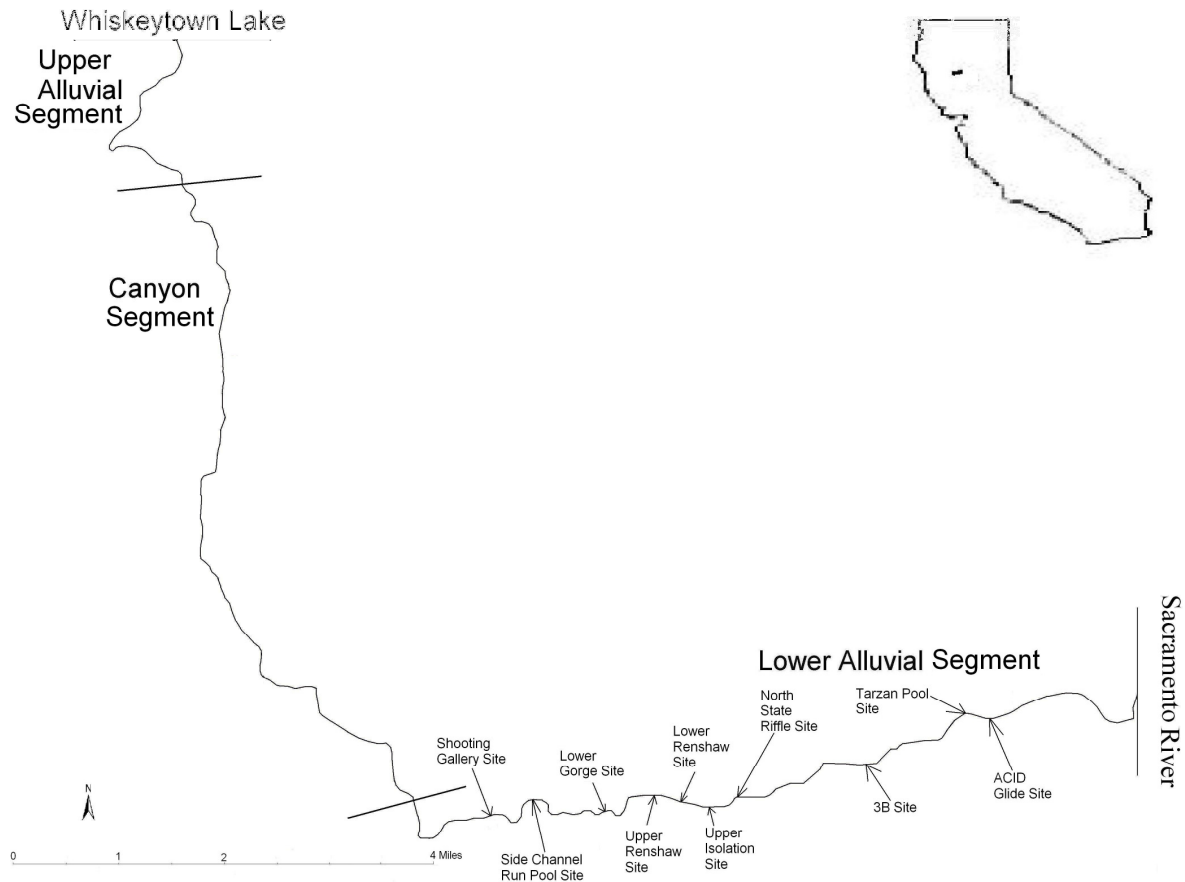 Whiskeytown Lake
Upper
Alluvial
Segment
Canyon
Segment
Lower Alluvial Segment
Sacramento River
Shooting
Gallery Site
Side Channel
Run Pool Site
Lower
Gorge Site
Upper
Renshaw
Site
Lower
Renshaw
Site
Upper
Isolation
Site
North
State
Riffle Site
3B Site
Tarzan Pool
Site
ACID
Glide Site
N
0 1 2 4 Miles